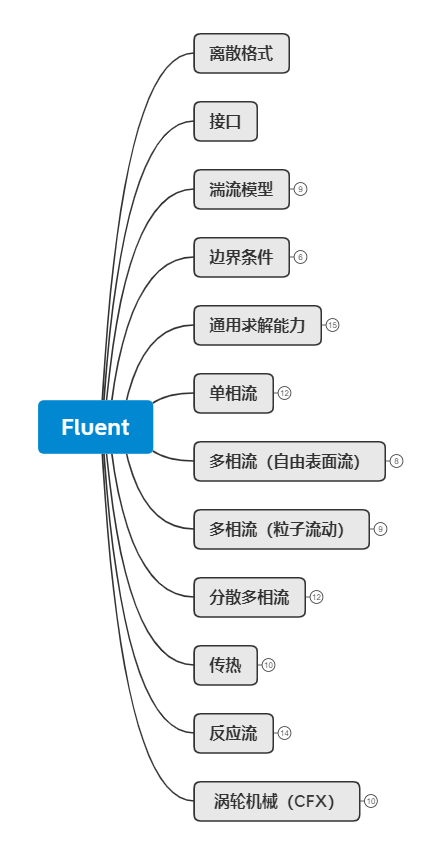 离散格式
接口
湍流模型 9
边界条件 6
通用求解能力 15
单相流 12
Fluent
多相流（自由表面流） 8
多相流（粒子流动） 9
分散多相流 12
传热 10
反应流 14
涡轮机械（CFX） 10